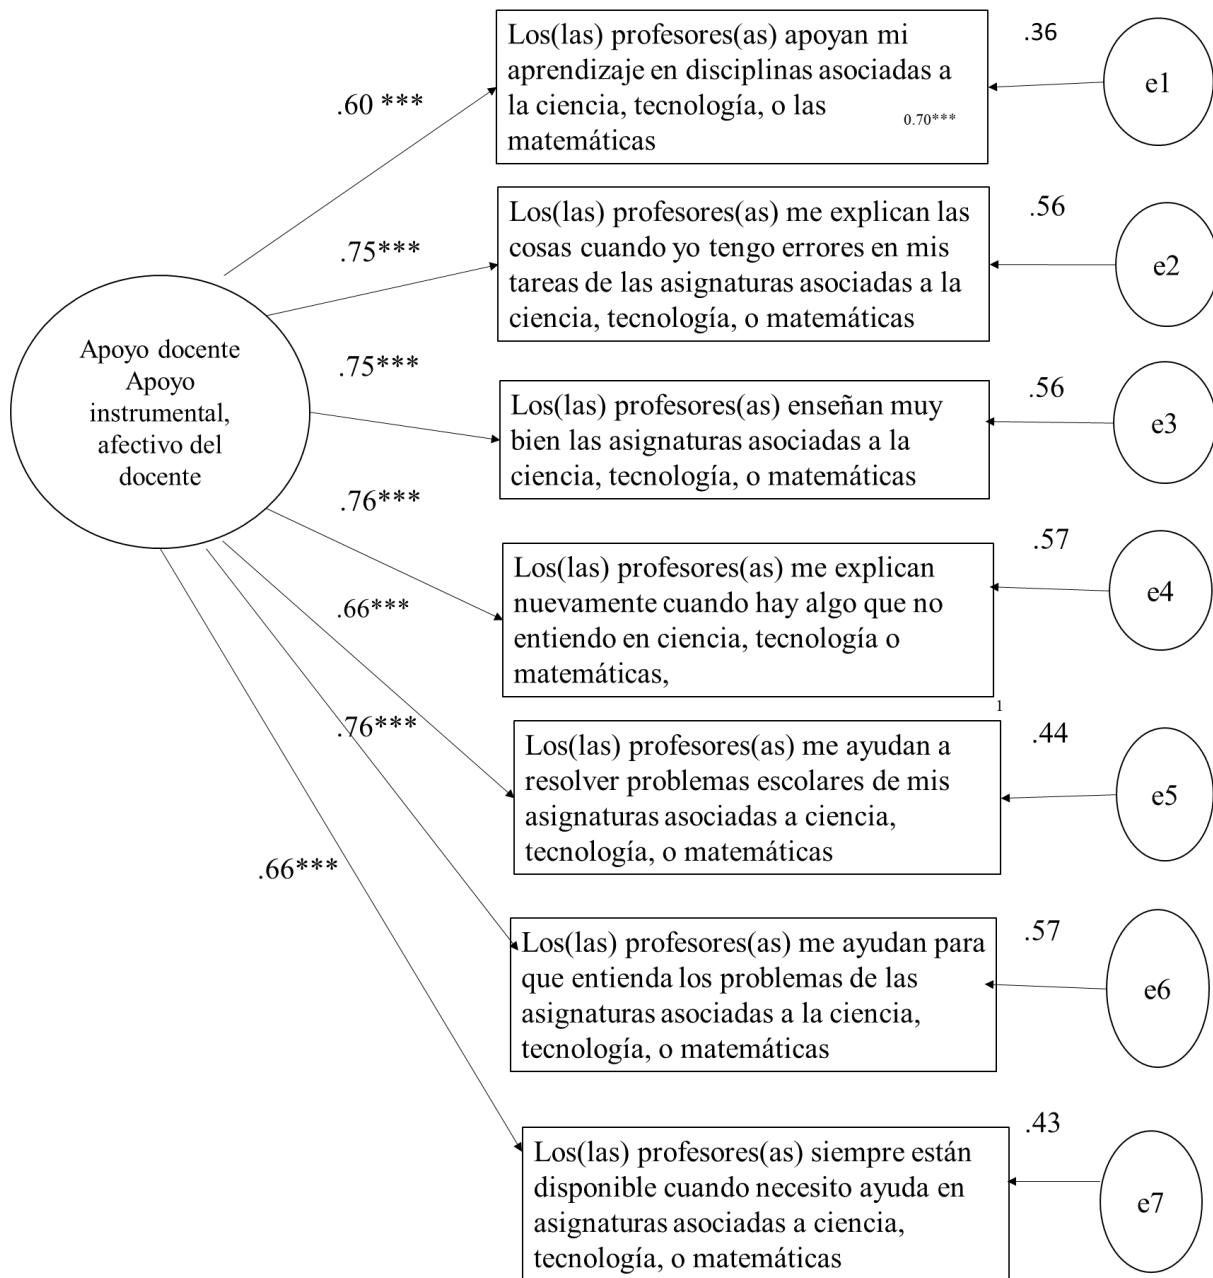 Los(las) profesores(as) apoyan mi
aprendizaje en disciplinas asociadas a
la ciencia, tecnología, o las
matemáticas
0.70***
.36
e1
.60 ***
Los(las) profesores(as) me explican las
cosas cuando yo tengo errores en mis
tareas de las asignaturas asociadas a la
ciencia, tecnología, o matemáticas
.56
e2
.75***
Apoyo docente
Apoyo
instrumental,
afectivo del
docente
.75***
Los(las) profesores(as) enseñan muy
bien las asignaturas asociadas a la
ciencia, tecnología, o matemáticas
.56
e3
.76***
Los(las) profesores(as) me explican
nuevamente cuando hay algo que no
entiendo en ciencia, tecnología o
matemáticas,
.57
e4
.66***
1
Los(las) profesores(as) me ayudan a
resolver problemas escolares de mis
asignaturas asociadas a ciencia,
tecnología, o matemáticas
.44
e5
.76***
Los(las) profesores(as) me ayudan para
que entienda los problemas de las
asignaturas asociadas a la ciencia,
tecnología, o matemáticas
.57
e6
.66***
Los(las) profesores(as) siempre están
disponible cuando necesito ayuda en
asignaturas asociadas a ciencia,
tecnología, o matemáticas
.43
e7